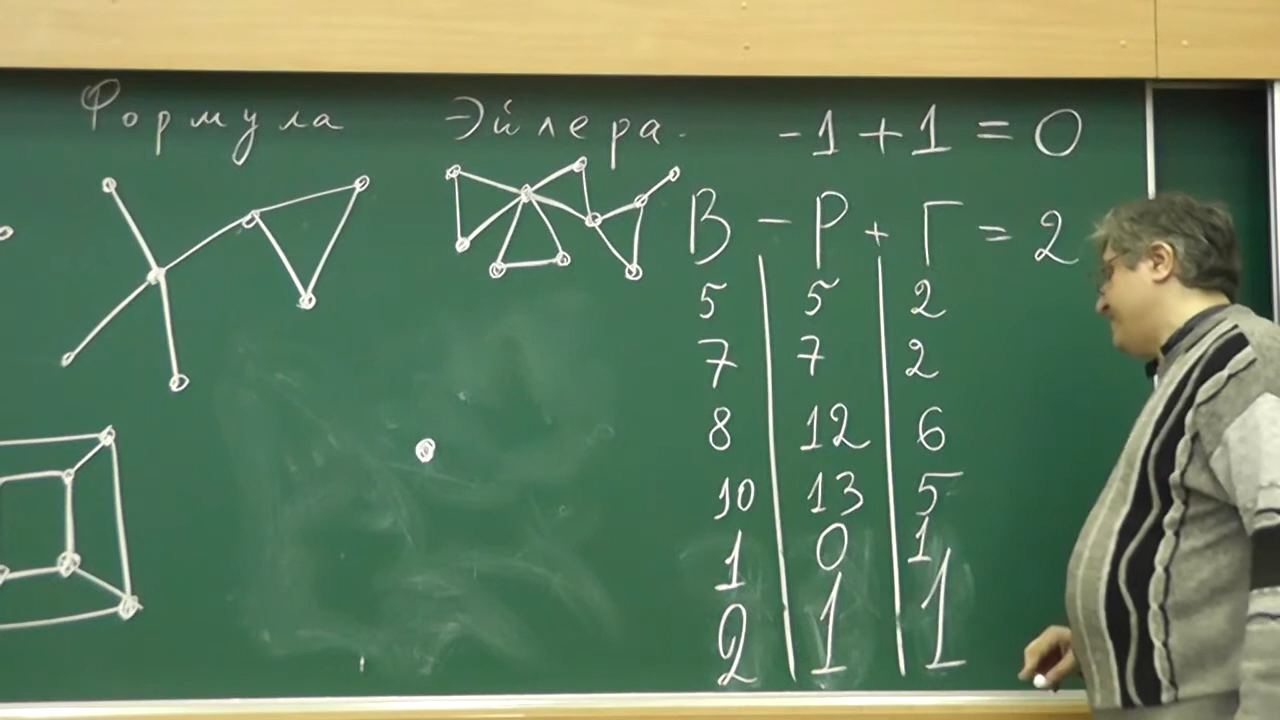 Формула Эйлера. -1 + 1 = 0
В - Р + Г = 2
5 5 2
7 7 2
8 12 6
10 13 5
1 0 1
2 1 1